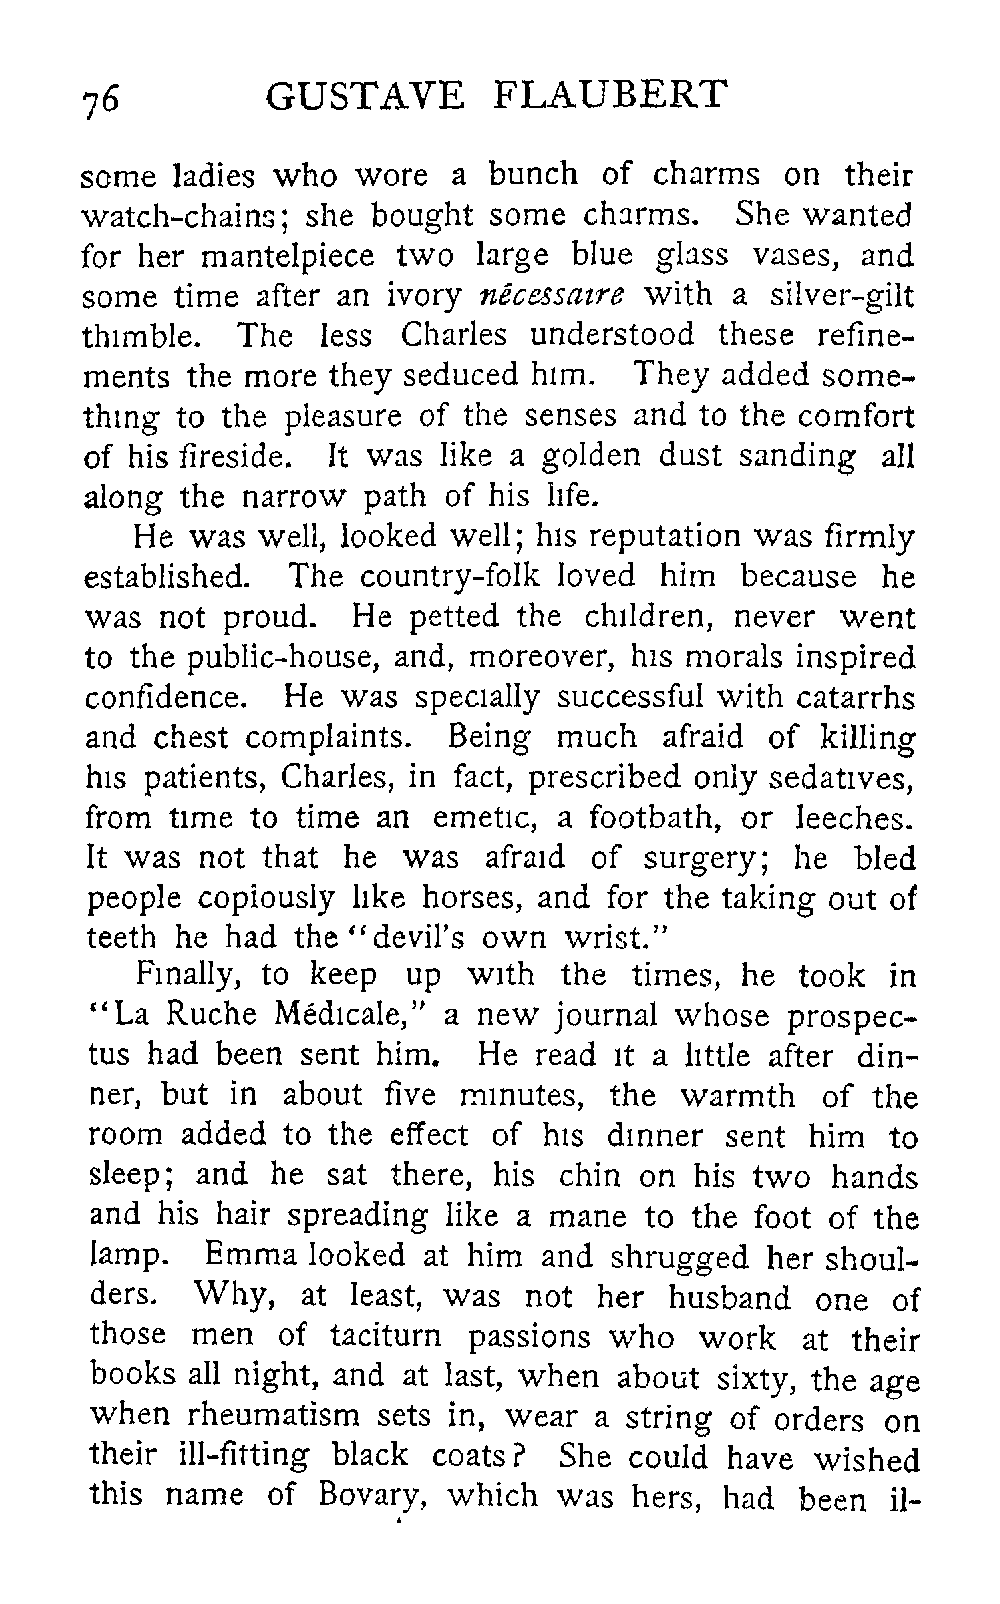 76 GUSTAVE FLAUBERT
some ladies who wore a bunch of charms on their
watch-chains; she bought some charms. She wanted
for her mantelpiece two large blue glass vases, and
some time after an ivory nécessaire with a silver-gilt
thimble. The less Charles understood these refine-
ments the more they seduced him. They added some-
thing to the pleasure of the senses and to the comfort
of his fireside. It was like a golden dust sanding all
along the narrow path of his life.
He was well, looked well; his reputation was firmly
established. The country-folk loved him because he
was not proud. He petted the children, never went
to the public-house, and, moreover, his morals inspired
confidence. He was specially successful with catarrhs
and chest complaints. Being much afraid of killing
his patients, Charles, in fact, prescribed only sedatives,
from time to time an emetic, a footbath, or leeches.
It was not that he was afraid of surgery; he bled
people copiously like horses, and for the taking out of
teeth he had the "devil's own wrist."
Finally, to keep up with the times, he took in
"La Ruche Médicale," a new journal whose prospec-
tus had been sent him. He read it a little after din-
ner, but in about five minutes, the warmth of the
room added to the effect of his dinner sent him to
sleep; and he sat there, his chin on his two hands
and his hair spreading like a mane to the foot of the
lamp. Emma looked at him and shrugged her shoul-
ders. Why, at least, was not her husband one of
those men of taciturn passions who work at their
books all night, and at last, when about sixty, the age
when rheumatism sets in, wear a string of orders on
their ill-fitting black coats? She could have wished
this name of Bovary, which was hers, had been il-